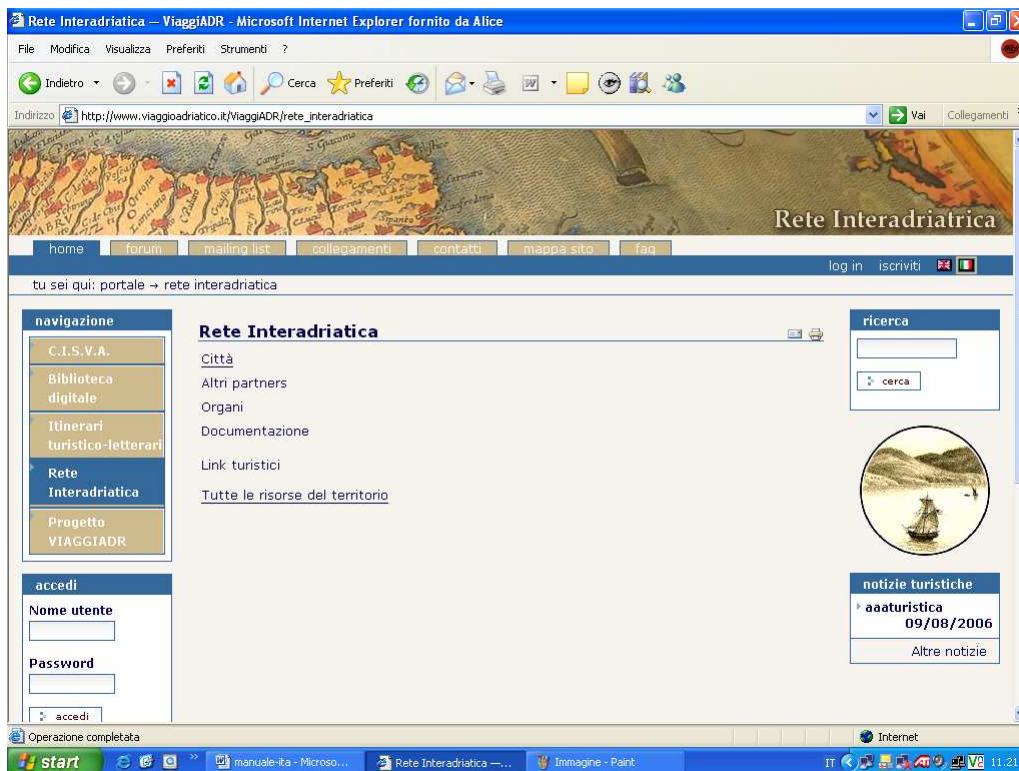 Rete Interadriatica — ViaggiADR - Microsoft Internet Explorer fornito da Alice
File Modifica Visualizza Preferiti Strumenti ?
Indietro Cerca Preferiti
Indirizzo http://www.viaggioadriatico.it/ViaggiADR/rete_interadriatica Vai Collegamenti
Rete Interadriatrica
home forum mailing list collegamenti contatti mappa sito faq
log in iscriviti
tu sei qui: portale → rete interadriatica
navigazione
C.I.S.V.A.
Biblioteca
digitale
Itinerari
turistico-letterari
Rete
Interadriatica
Progetto
VIAGGIADR
accedi
Nome utente
Password
accedi
Rete Interadriatica
Città
Altri partners
Organi
Documentazione
Link turistici
Tutte le risorse del territorio
ricerca
cerca
notizie turistiche
aaaturistica
09/08/2006
Altre notizie
Operazione completata Internet
start manuale-ita - Microso... Rete Interadriatica —... Immagine - Paint IT 11.21